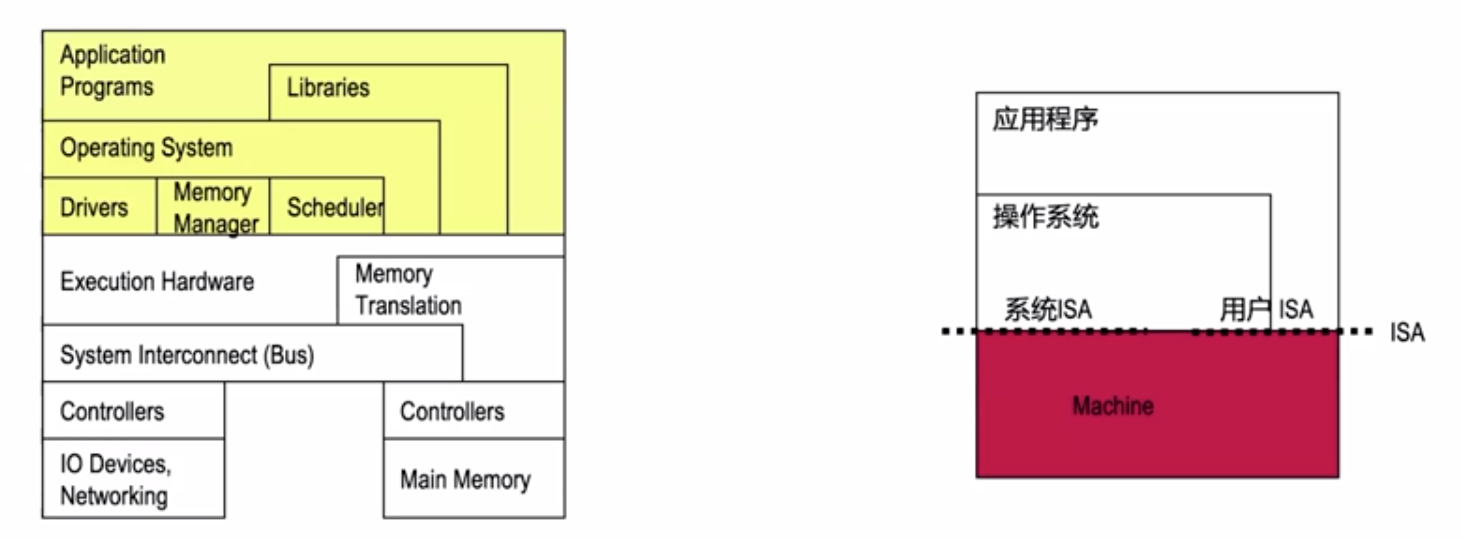 Application
Programs
Libraries
Operating System
Drivers
Memory
Manager
Scheduler
Execution Hardware
Memory
Translation
System Interconnect (Bus)
Controllers
Controllers
IO Devices,
Networking
Main Memory
应用程序
操作系统
系统ISA
用户 ISA
ISA
Machine